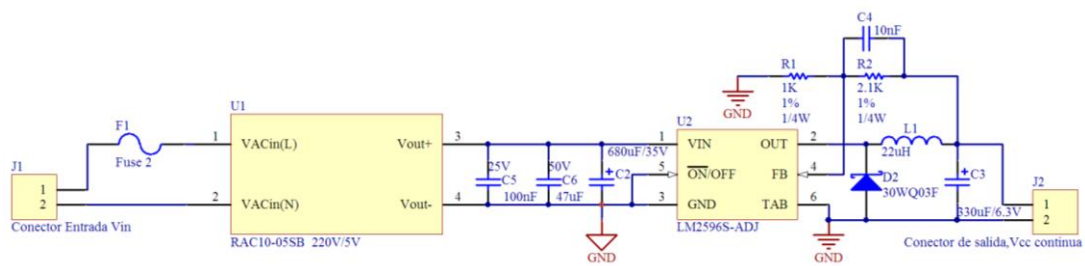 C4
10nF
R1
1K
1%
1/4W
R2
2.1K
1%
1/4W
GND
U1
F1
Fuse 2
J1
1
2
Conector Entrada Vin
1
2
VACin(L)
VACin(N)
Vout+
Vout-
3
4
RAC10-05SB 220V/5V
25V
C5
100nF
50V
C6
47uF
680uF/35V
C2
GND
U2
1
5
3
VIN
ON/OFF
GND
OUT
FB
TAB
2
4
6
LM2596S-ADJ
L1
22uH
D2
30WQ03F
GND
C3
330uF/6.3V
J2
1
2
Conector de salida,Vcc continua